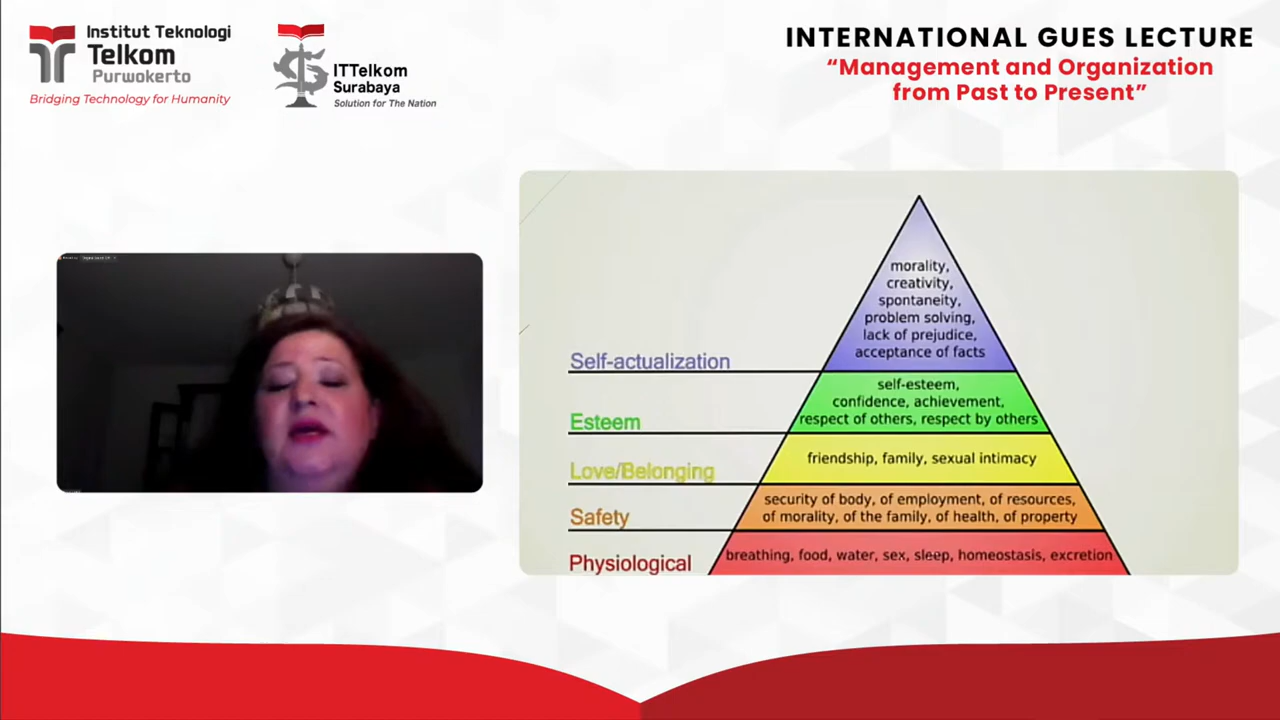 Institut Teknologi
Telkom
Purwokerto
Bridging Technology for Humanity
ITTelkom
Surabaya
Solution for The Nation
INTERNATIONAL GUES LECTURE
“Management and Organization
from Past to Present”
morality,
creativity,
spontaneity,
problem solving,
lack of prejudice,
acceptance of facts
Self-actualization
self-esteem,
confidence, achievement,
respect of others, respect by others
Esteem
friendship, family, sexual intimacy
Love/Belonging
security of body, of employment, of resources,
of morality, of the family, of health, of property
Safety
breathing, food, water, sex, sleep, homeostasis, excretion
Physiological